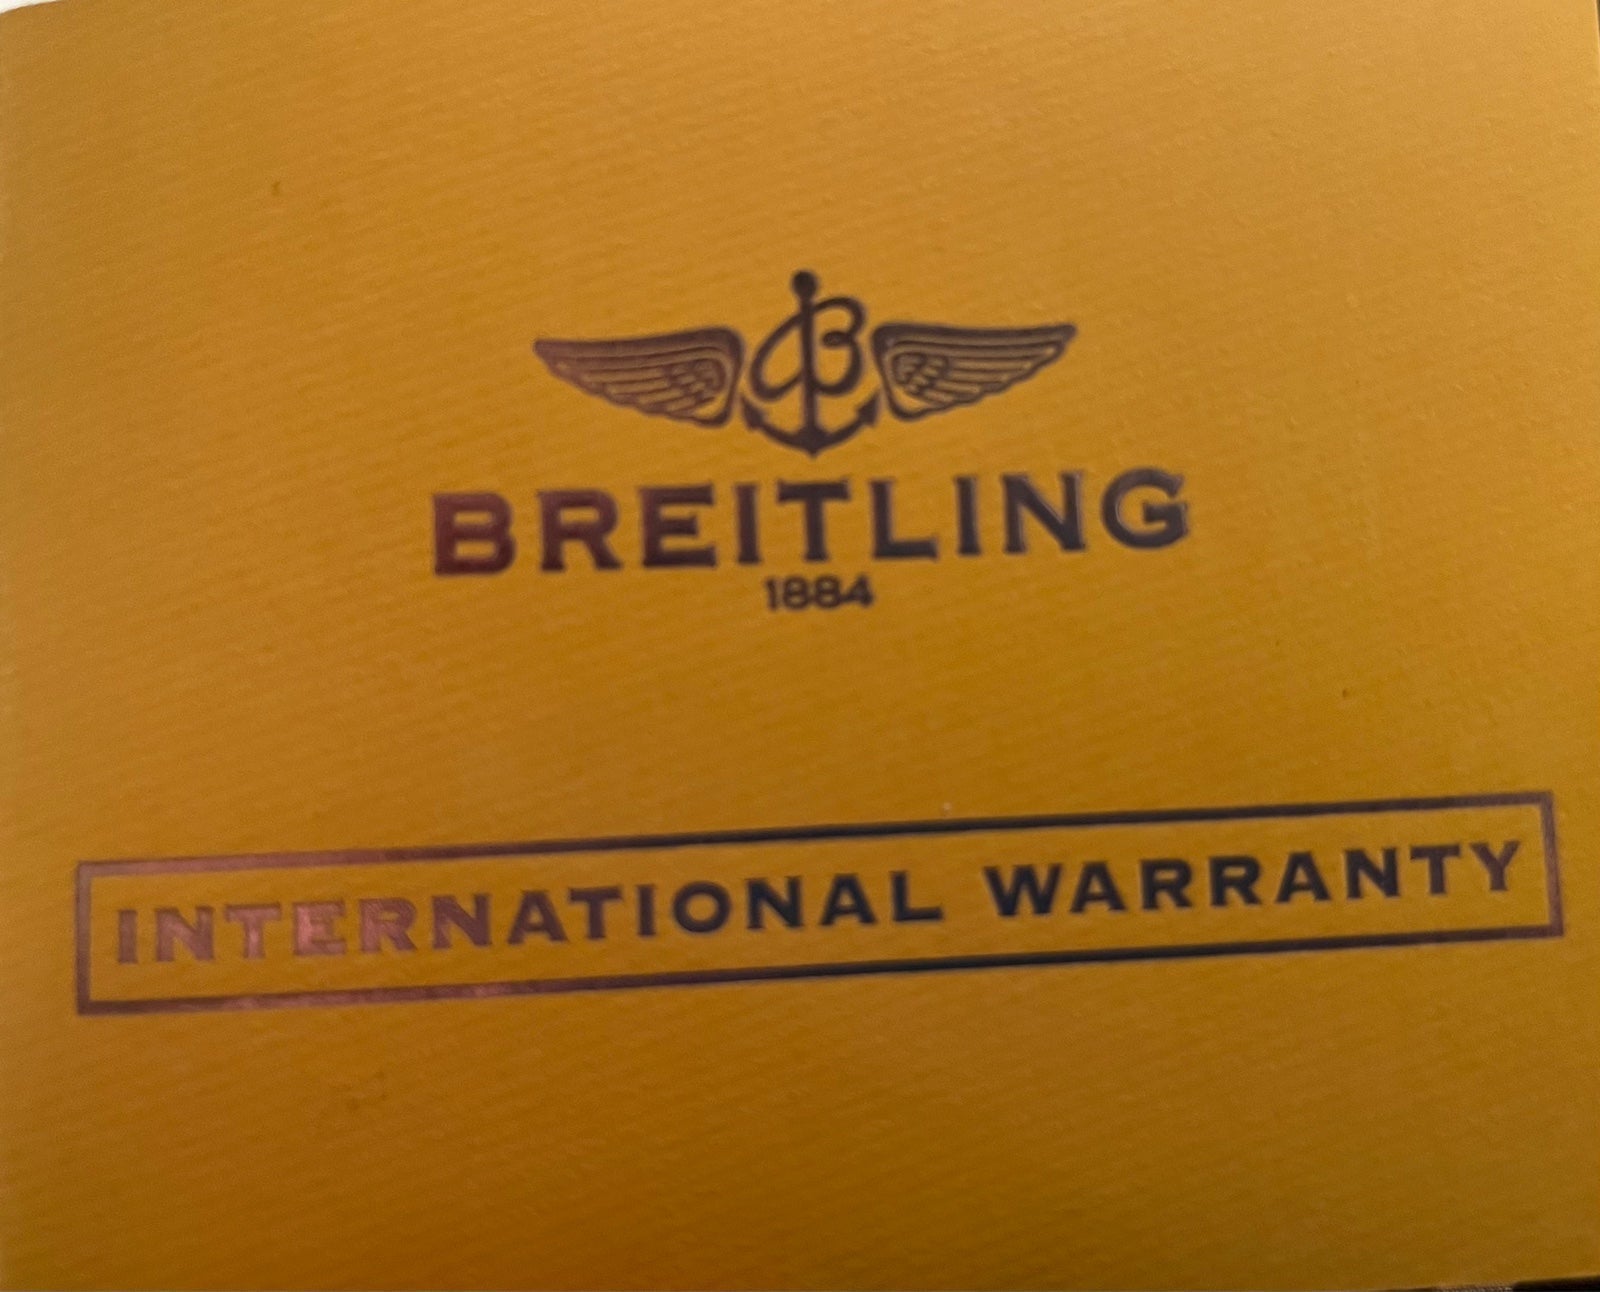 BREITLING
1884
INTERNATIONAL WARRANTY